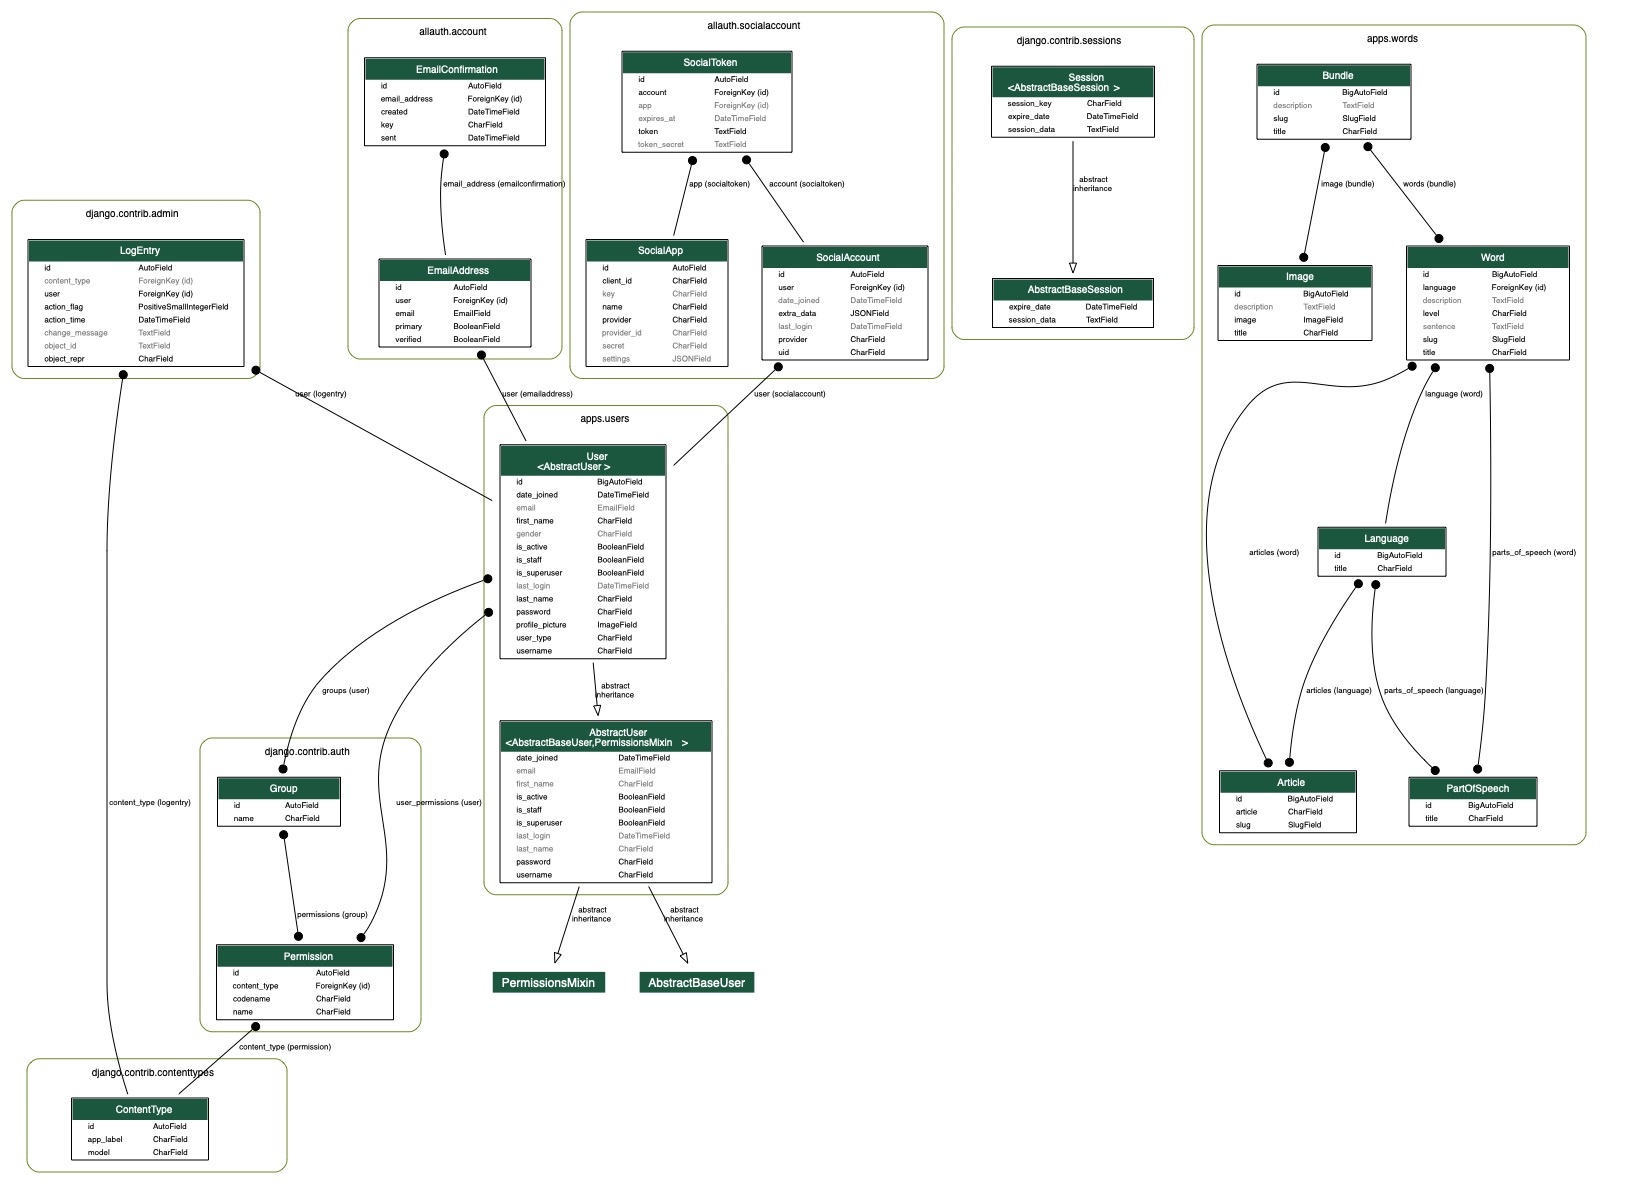 allauth.account
EmailConfirmation
id AutoField
email_address ForeignKey (id)
created DateTimeField
key CharField
sent DateTimeField
email_address (emailconfirmation)
EmailAddress
id AutoField
user ForeignKey (id)
email EmailField
primary BooleanField
verified BooleanField
user (emailaddress)
allauth.socialaccount
SocialToken
id AutoField
account ForeignKey (id)
app ForeignKey (id)
expires_at DateTimeField
token TextField
token_secret TextField
app (socialtoken)
account (socialtoken)
SocialApp
id AutoField
client_id CharField
key CharField
name CharField
provider CharField
provider_id CharField
secret CharField
settings JSONField
SocialAccount
id AutoField
user ForeignKey (id)
date_joined DateTimeField
extra_data JSONField
last_login DateTimeField
provider CharField
uid CharField
user (socialaccount)
django.contrib.sessions
Session
<AbstractBaseSession >
session_key CharField
expire_date DateTimeField
session_data TextField
abstract
inheritance
AbstractBaseSession
expire_date DateTimeField
session_data TextField
apps.words
Bundle
id BigAutoField
description TextField
slug SlugField
title CharField
image (bundle)
words (bundle)
Image
id BigAutoField
description TextField
image ImageField
title CharField
Word
id BigAutoField
language ForeignKey (id)
description TextField
level CharField
sentence TextField
slug SlugField
title CharField
language (word)
articles (word)
parts_of_speech (word)
Language
id BigAutoField
title CharField
articles (language)
parts_of_speech (language)
Article
id BigAutoField
article CharField
slug SlugField
PartOfSpeech
id BigAutoField
title CharField
django.contrib.admin
LogEntry
id AutoField
content_type ForeignKey (id)
user ForeignKey (id)
action_flag PositiveSmallIntegerField
action_time DateTimeField
change_message TextField
object_id TextField
object_repr CharField
user (logentry)
content_type (logentry)
apps.users
User
<AbstractUser >
id BigAutoField
date_joined DateTimeField
email EmailField
first_name CharField
gender CharField
is_active BooleanField
is_staff BooleanField
is_superuser BooleanField
last_login DateTimeField
last_name CharField
password CharField
profile_picture ImageField
user_type CharField
username CharField
abstract
inheritance
AbstractUser
<AbstractBaseUser,PermissionsMixin >
date_joined DateTimeField
email EmailField
first_name CharField
is_active BooleanField
is_staff BooleanField
is_superuser BooleanField
last_login DateTimeField
last_name CharField
password CharField
username CharField
abstract
inheritance
abstract
inheritance
PermissionsMixin
AbstractBaseUser
groups (user)
user_permissions (user)
django.contrib.auth
Group
id AutoField
name CharField
permissions (group)
Permission
id AutoField
content_type ForeignKey (id)
codename CharField
name CharField
content_type (permission)
django.contrib.contenttypes
ContentType
id AutoField
app_label CharField
model CharField